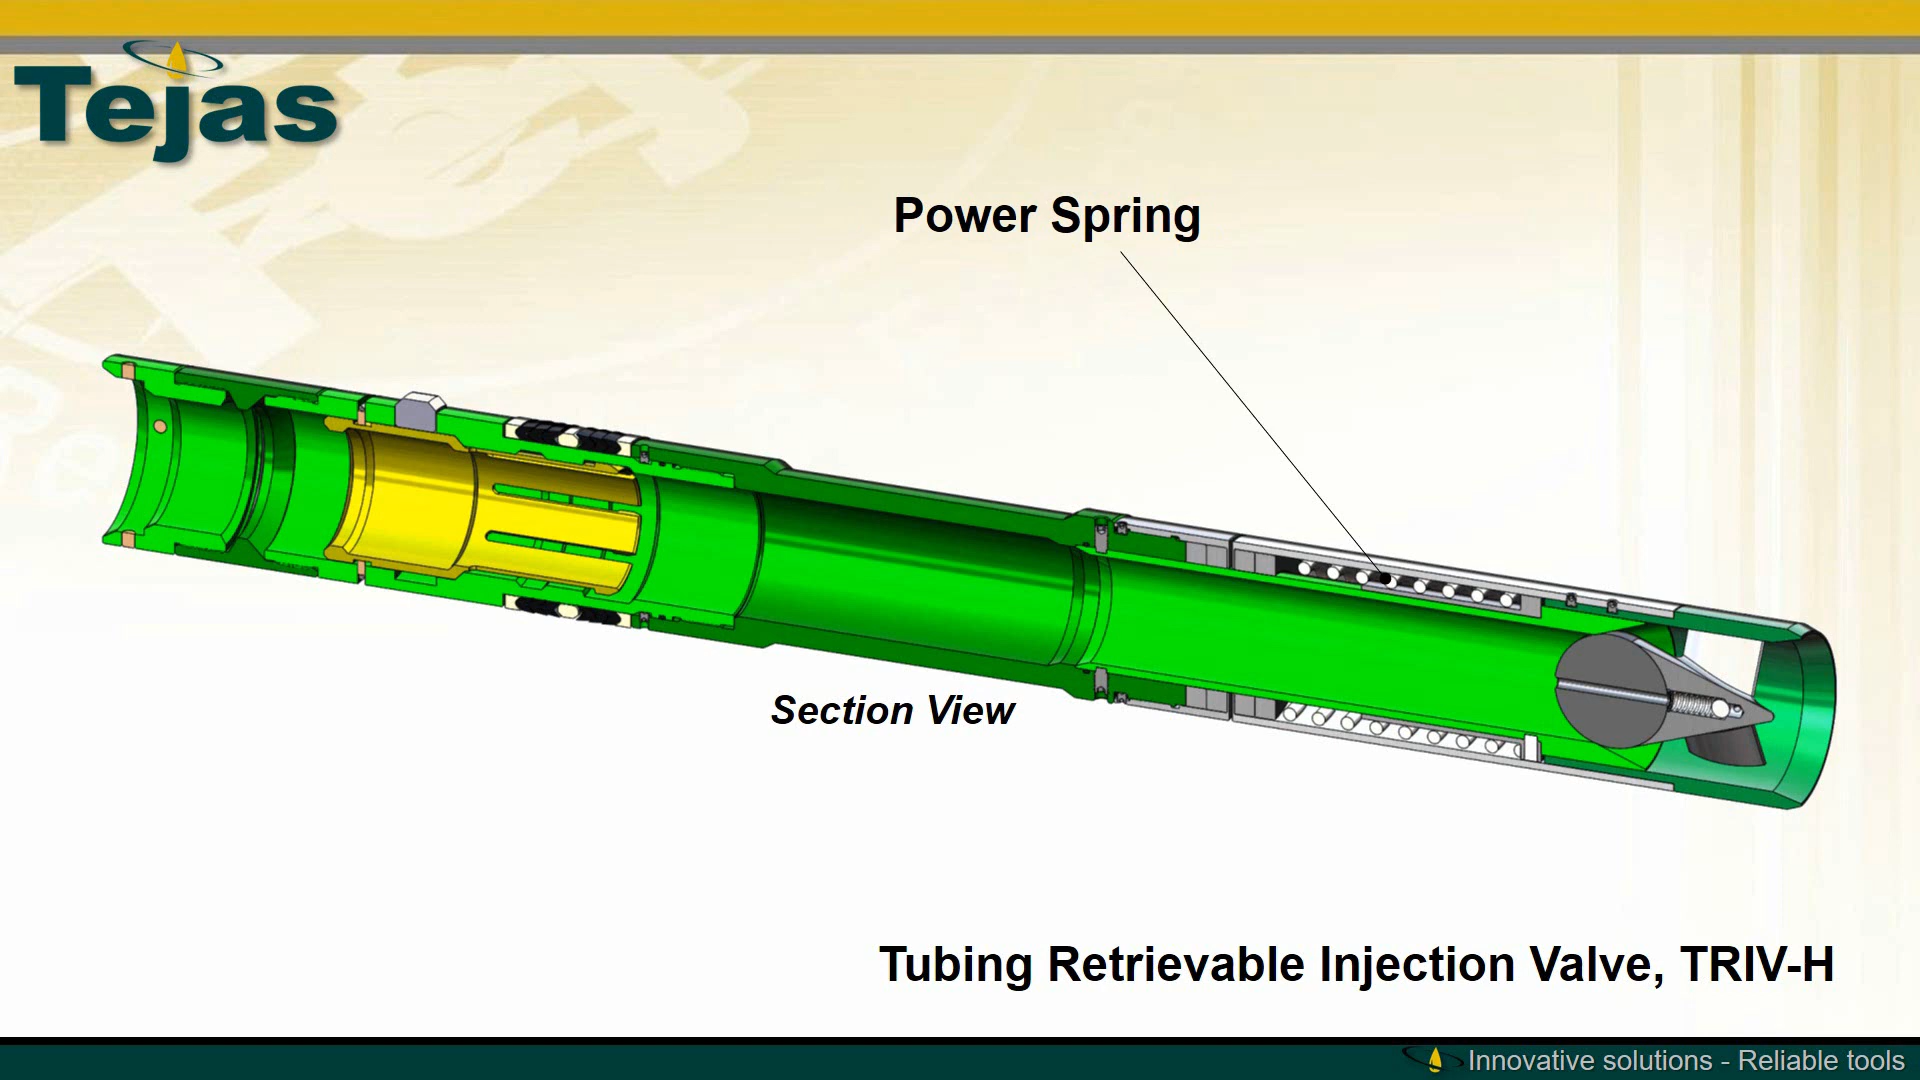 Tejas
Power Spring
Section View
Tubing Retrievable Injection Valve, TRIV-H
Innovative solutions - Reliable tools